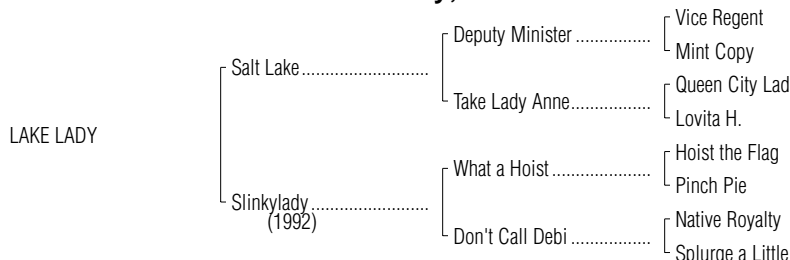 Vice Regent
Deputy Minister ................
Mint Copy
Salt Lake...........................
Queen City Lad
Take Lady Anne.................
Lovita H.
LAKE LADY
Hoist the Flag
What a Hoist .....................
Pinch Pie
Slinkylady .........................
(1992)
Native Royalty
Don't Call Debi .................
Splurge a Little